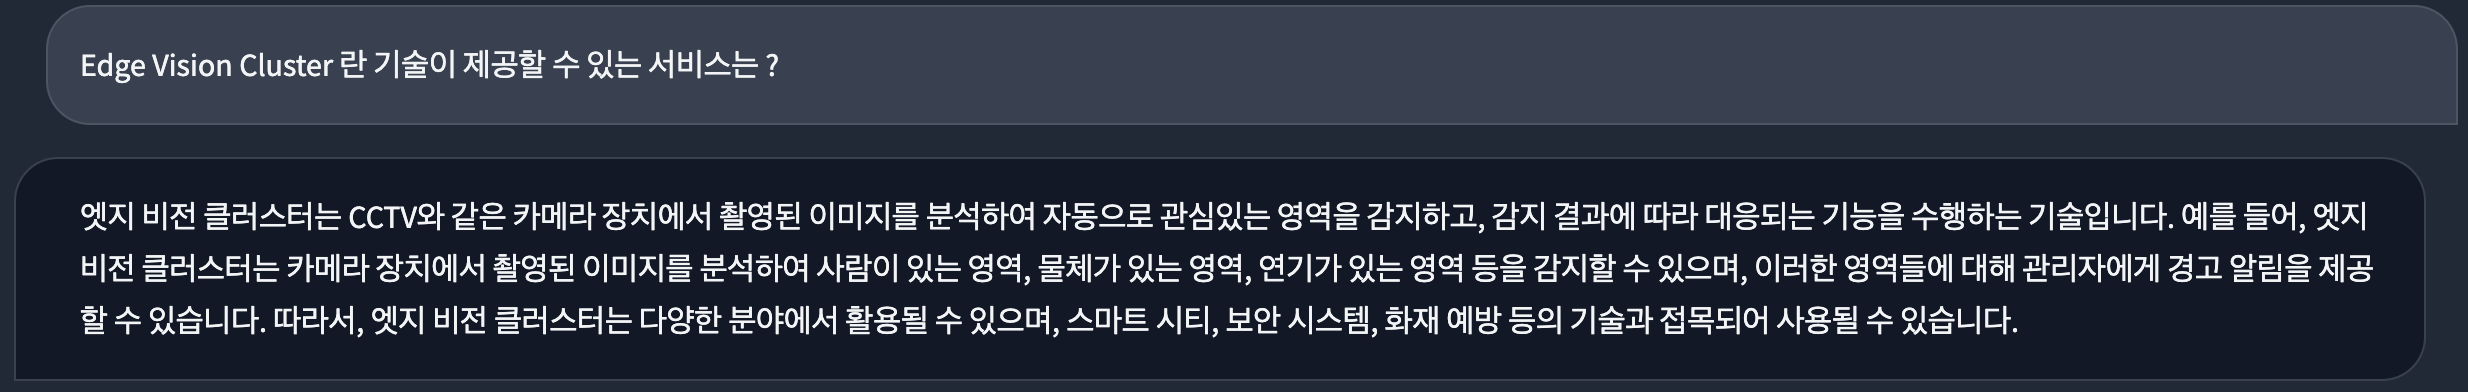 Edge Vision Cluster 란 기술이 제공할 수 있는 서비스는 ?
엣지 비전 클러스터는 CCTV와 같은 카메라 장치에서 촬영된 이미지를 분석하여 자동으로 관심있는 영역을 감지하고, 감지 결과에 따라 대응되는 기능을 수행하는 기술입니다. 예를 들어, 엣지
비전 클러스터는 카메라 장치에서 촬영된 이미지를 분석하여 사람이 있는 영역, 물체가 있는 영역, 연기가 있는 영역 등을 감지할 수 있으며, 이러한 영역들에 대해 관리자에게 경고 알림을 제공
할 수 있습니다. 따라서, 엣지 비전 클러스터는 다양한 분야에서 활용될 수 있으며, 스마트 시티, 보안 시스템, 화재 예방 등의 기술과 접목되어 사용될 수 있습니다.